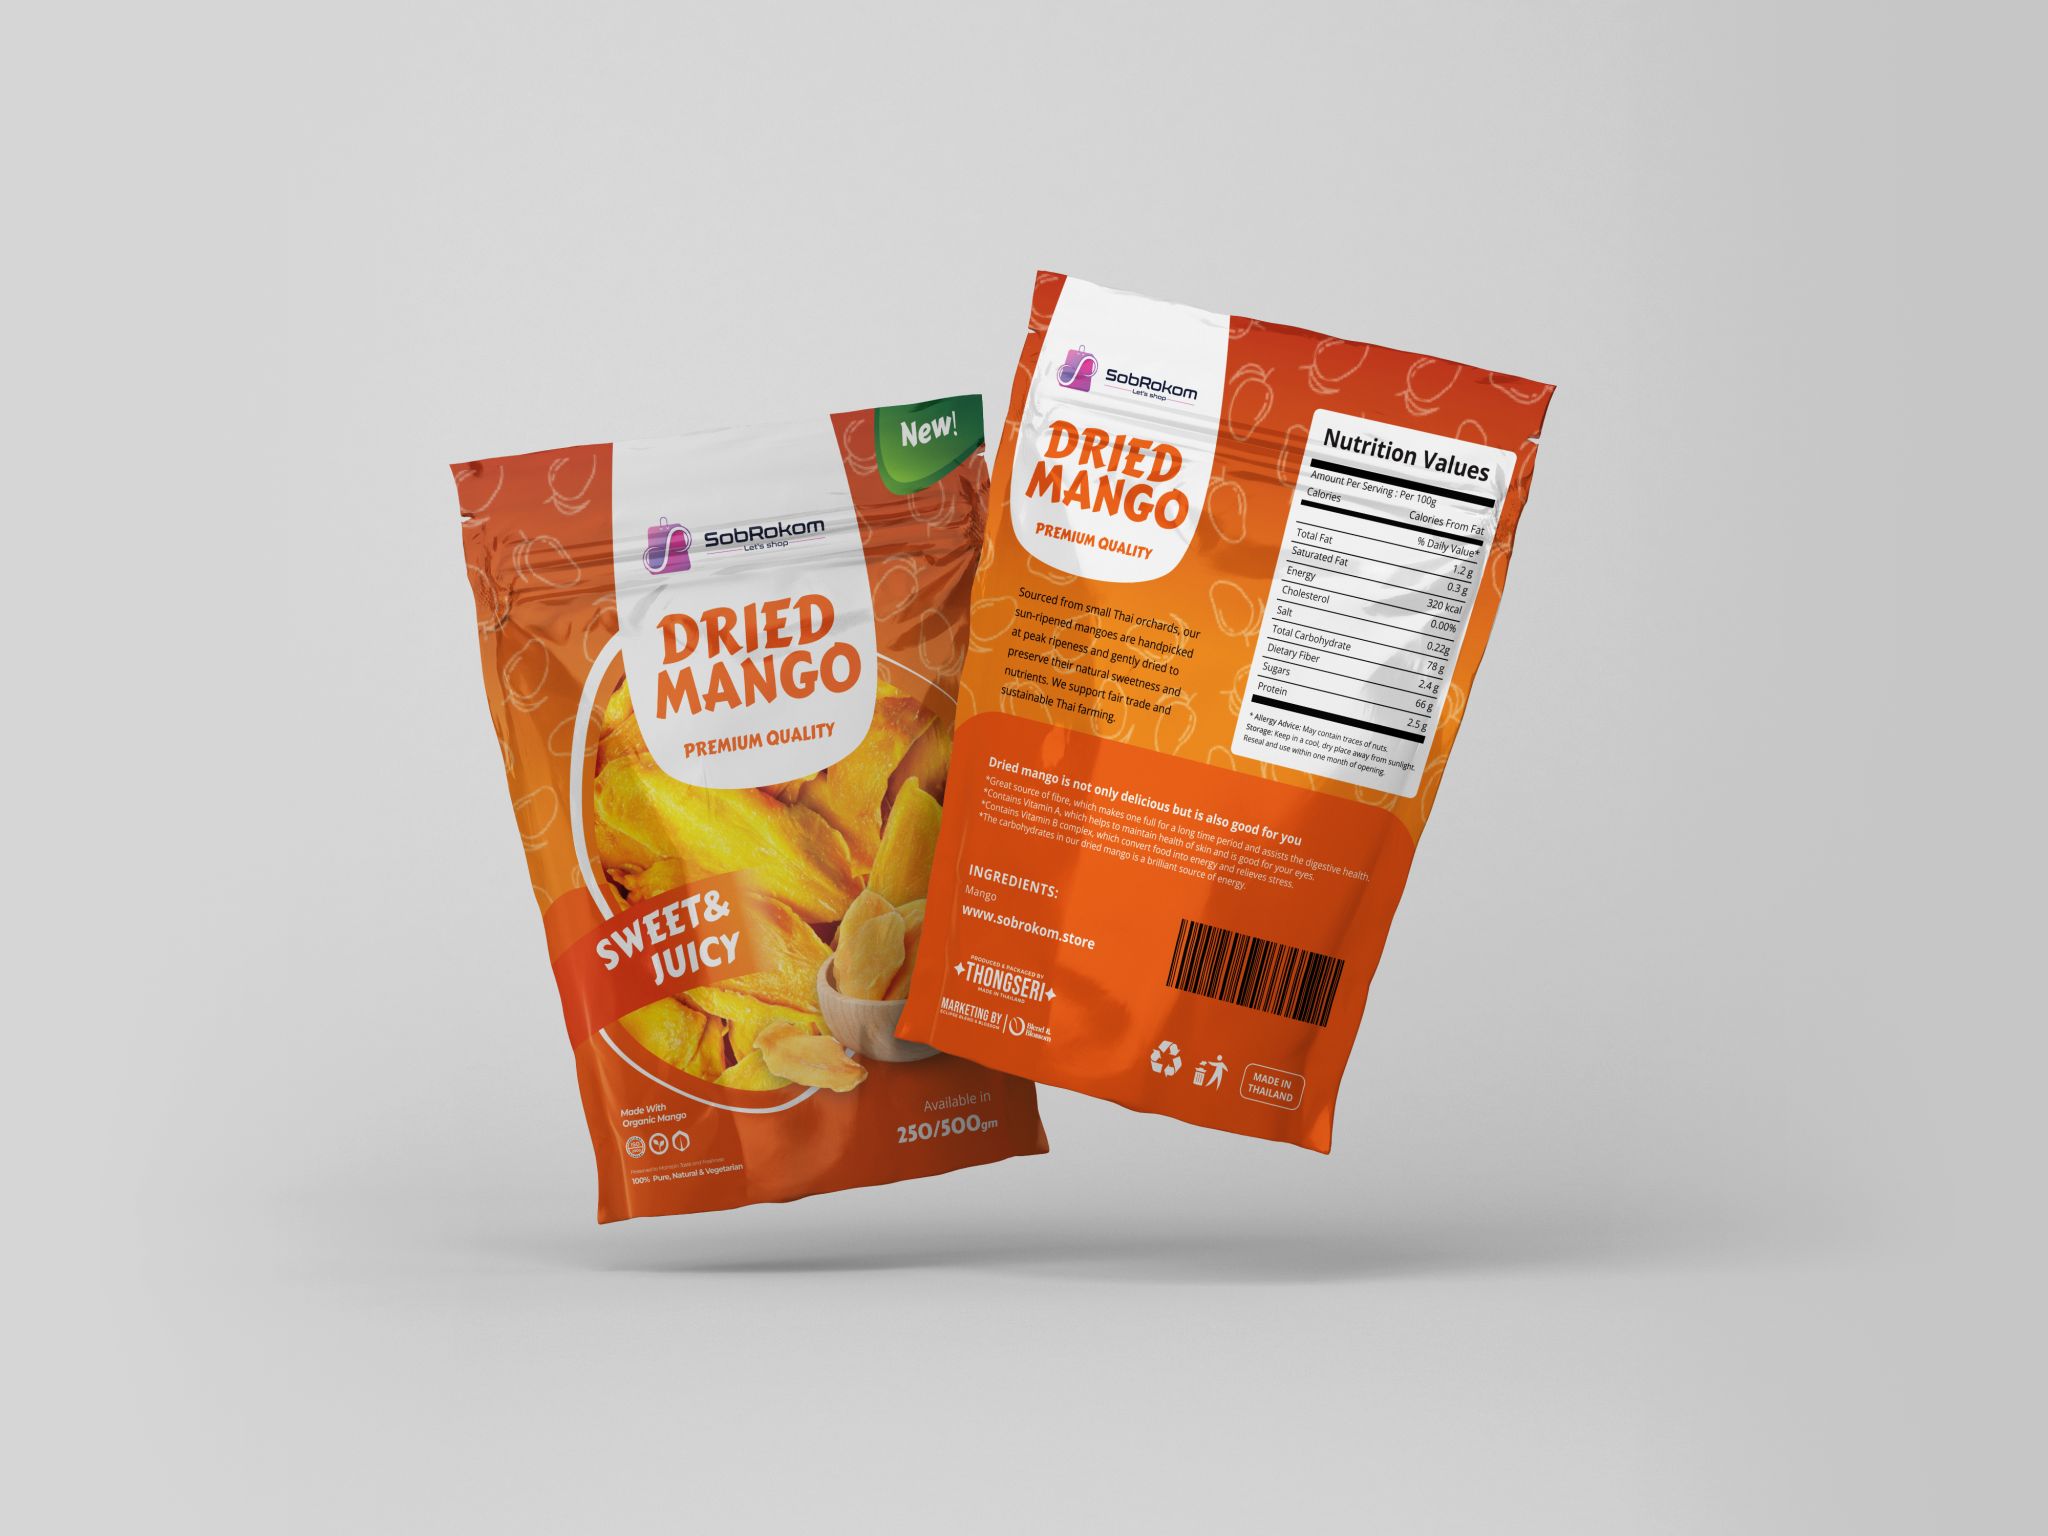 New!
SobRokom
Let's shop
DRIED
MANGO
PREMIUM QUALITY
SWEET&
JUICY
Made With
Organic Mango
100% Pure, Natural & Vegetarian
Available in
250/500gm
SobRokom
Let's shop
DRIED
MANGO
PREMIUM QUALITY
Sourced from small Thai orchards, our
sun-ripened mangoes are handpicked
at peak ripeness and gently dried to
preserve their natural sweetness and
nutrients. We support fair trade and
sustainable Thai farming.
Nutrition Values
Amount Per Serving : Per 100g
Calories
Calories From Fat
% Daily Value*
Total Fat 1.2 g
Saturated Fat 0.3 g
Energy 320 kcal
Cholesterol 0.00%
Salt 0.22g
Total Carbohydrate 78 g
Dietary Fiber 2.4 g
Sugars 66 g
Protein 2.5 g
* Allergy Advice: May contain traces of nuts.
Storage: Keep in a cool, dry place away from sunlight.
Reseal and use within one month of opening.
Dried mango is not only delicious but is also good for you
*Great source of fibre, which makes one full for a long time period and assists the digestive health.
*Contains Vitamin A, which helps to maintain health of skin and is good for your eyes.
*Contains Vitamin B complex, which convert food into energy and relieves stress.
*The carbohydrates in our dried mango is a brilliant source of energy.
INGREDIENTS:
Mango
www.sobrokom.store
PRODUCED & PACKAGED BY
THONGSERI
MADE IN THAILAND
MARKETING BY
ECLIPSE BLEND & BLOSSOM
Blend &
Blossom
MADE IN
THAILAND